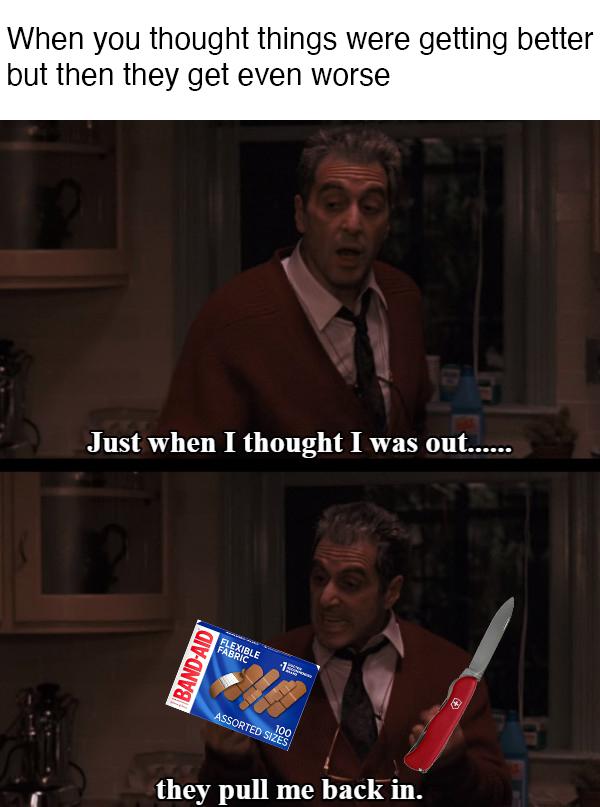 When you thought things were getting better
but then they get even worse
Just when I thought I was out......
BAND-AID
FLEXIBLE
FABRIC
#1
100
ASSORTED SIZES
they pull me back in.